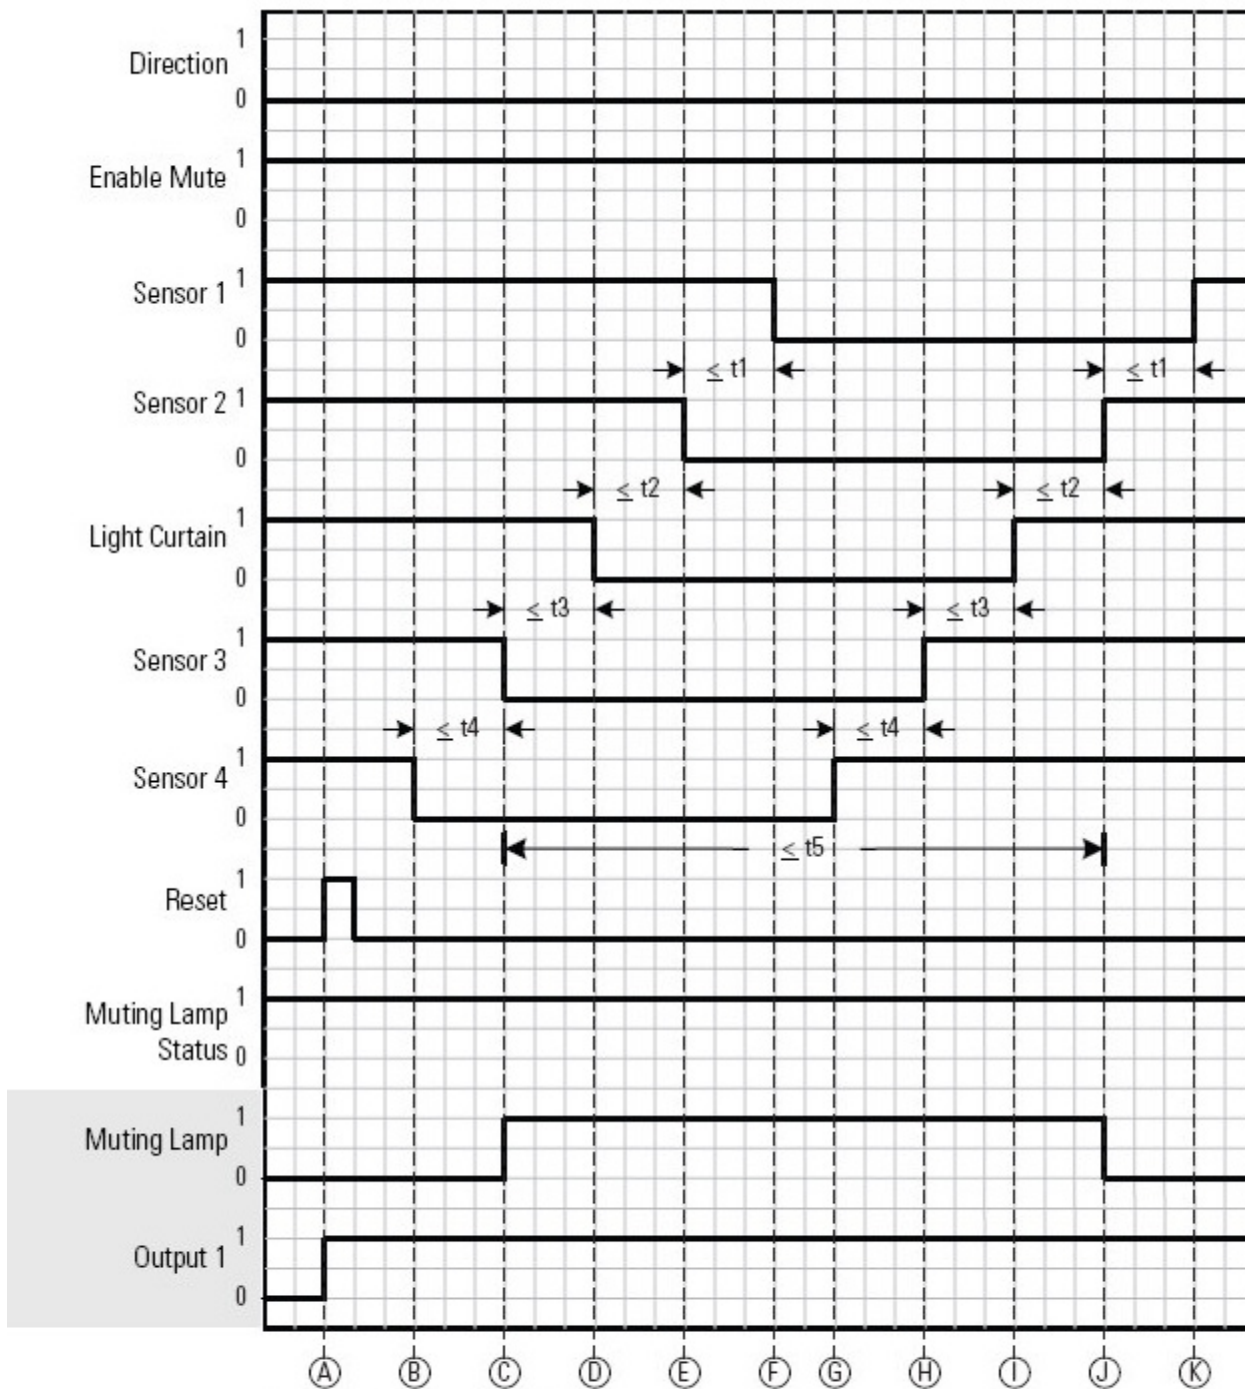 1
Direction
0
1
Enable Mute
0
1
Sensor 1
0
≤ t1 ≤ t1
Sensor 2 1
0
≤ t2 ≤ t2
1
Light Curtain
0
≤ t3 ≤ t3
1
Sensor 3
0
≤ t4 ≤ t4
1
Sensor 4
0
≤ t5
1
Reset
0
1
Muting Lamp
Status 0
1
Muting Lamp
0
1
Output 1
0
A B C D E F G H I J K